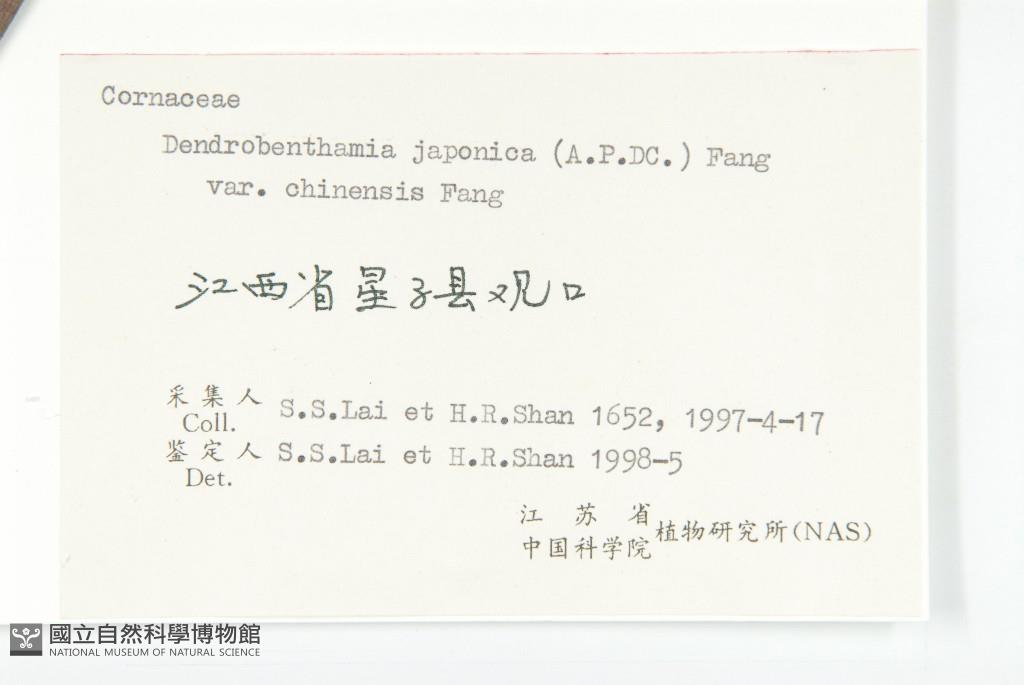 Cornaceae
Dendrobenthamia japonica (A.P.DC.) Fang
var. chinensis Fang
江西省星子县观口
采集人 S.S.Lai et H.R.Shan 1652, 1997-4-17
Coll.
鉴定人 S.S.Lai et H.R.Shan 1998-5
Det.
江苏省
中国科学院 植物研究所(NAS)
國立自然科學博物館
NATIONAL MUSEUM OF NATURAL SCIENCE